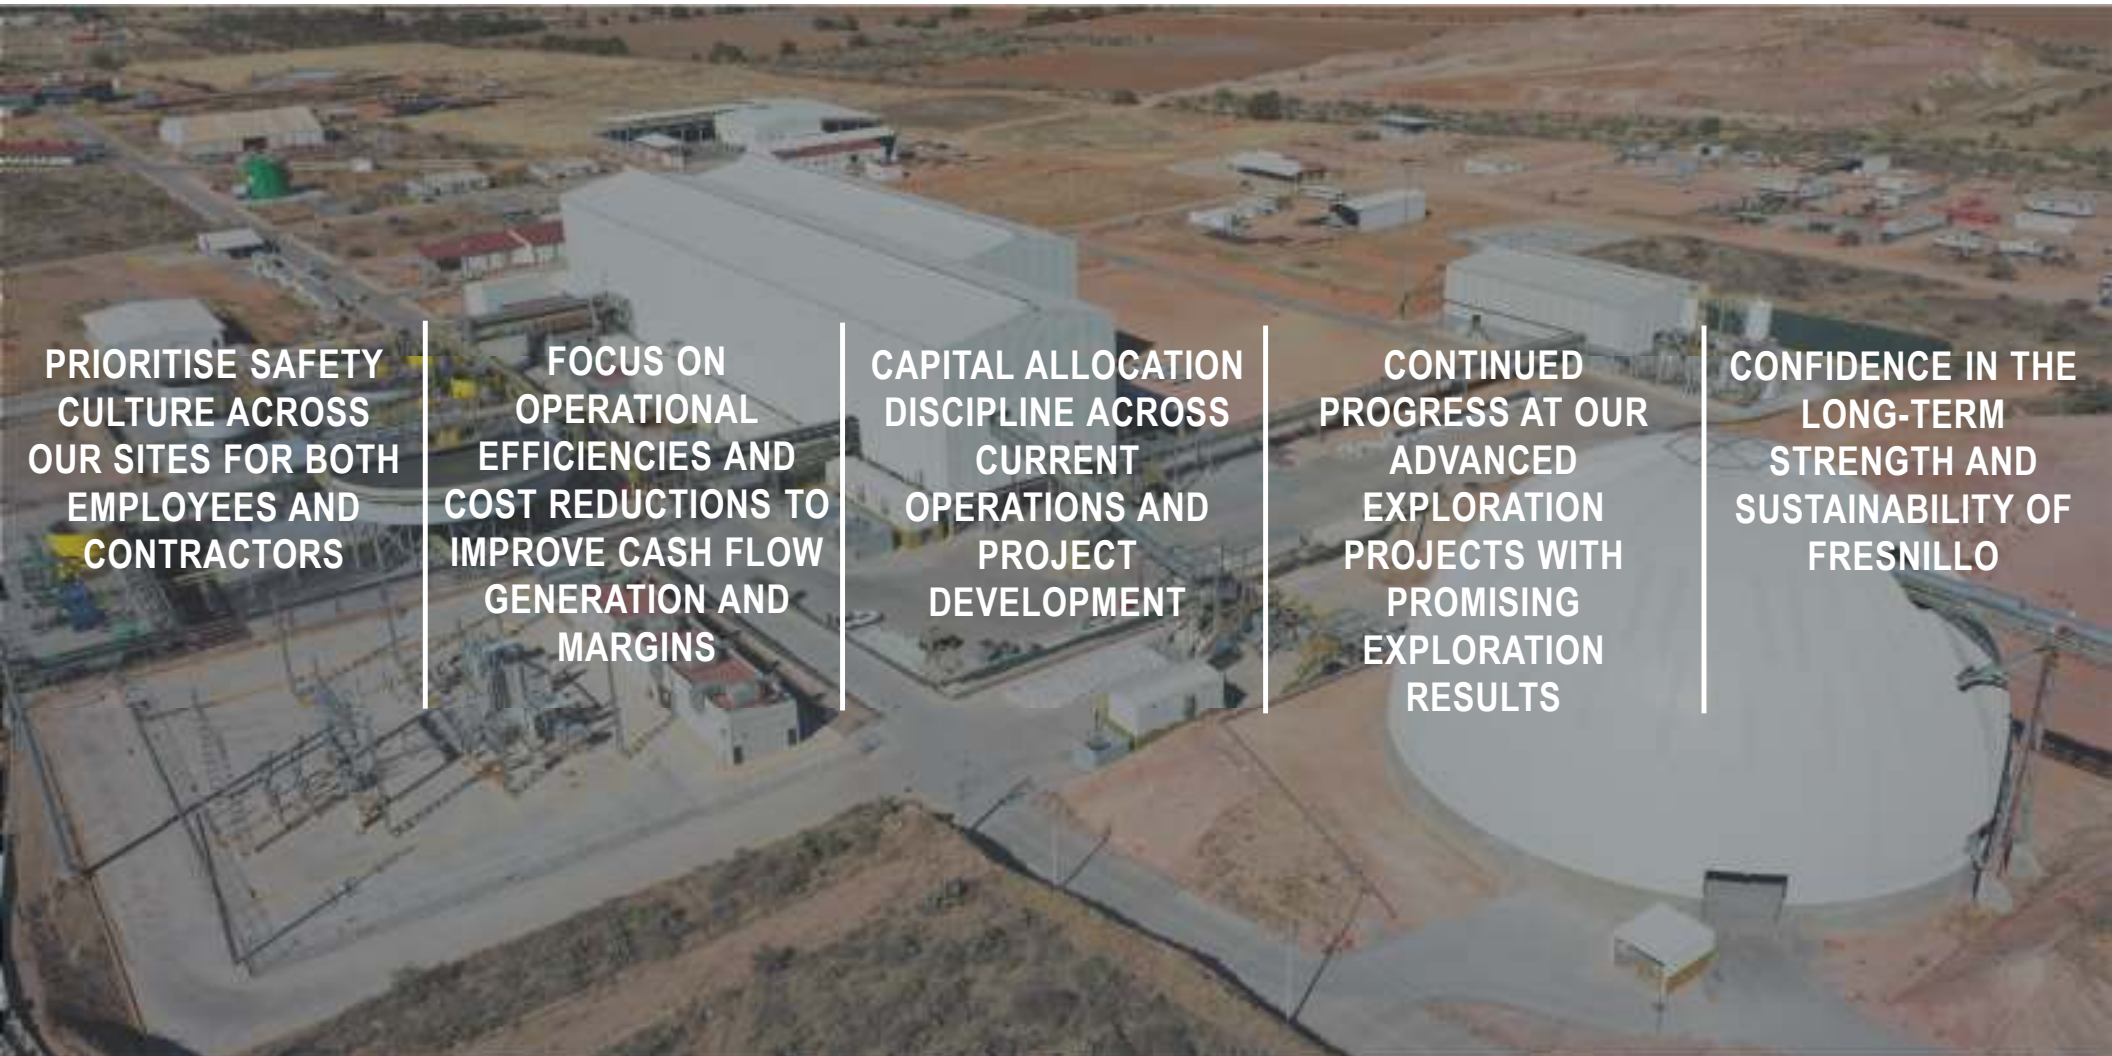 PRIORITISE SAFETY
CULTURE ACROSS
OUR SITES FOR BOTH
EMPLOYEES AND
CONTRACTORS
FOCUS ON
OPERATIONAL
EFFICIENCIES AND
COST REDUCTIONS TO
IMPROVE CASH FLOW
GENERATION AND
MARGINS
CAPITAL ALLOCATION
DISCIPLINE ACROSS
CURRENT
OPERATIONS AND
PROJECT
DEVELOPMENT
CONTINUED
PROGRESS AT OUR
ADVANCED
EXPLORATION
PROJECTS WITH
PROMISING
EXPLORATION
RESULTS
CONFIDENCE IN THE
LONG-TERM
STRENGTH AND
SUSTAINABILITY OF
FRESNILLO